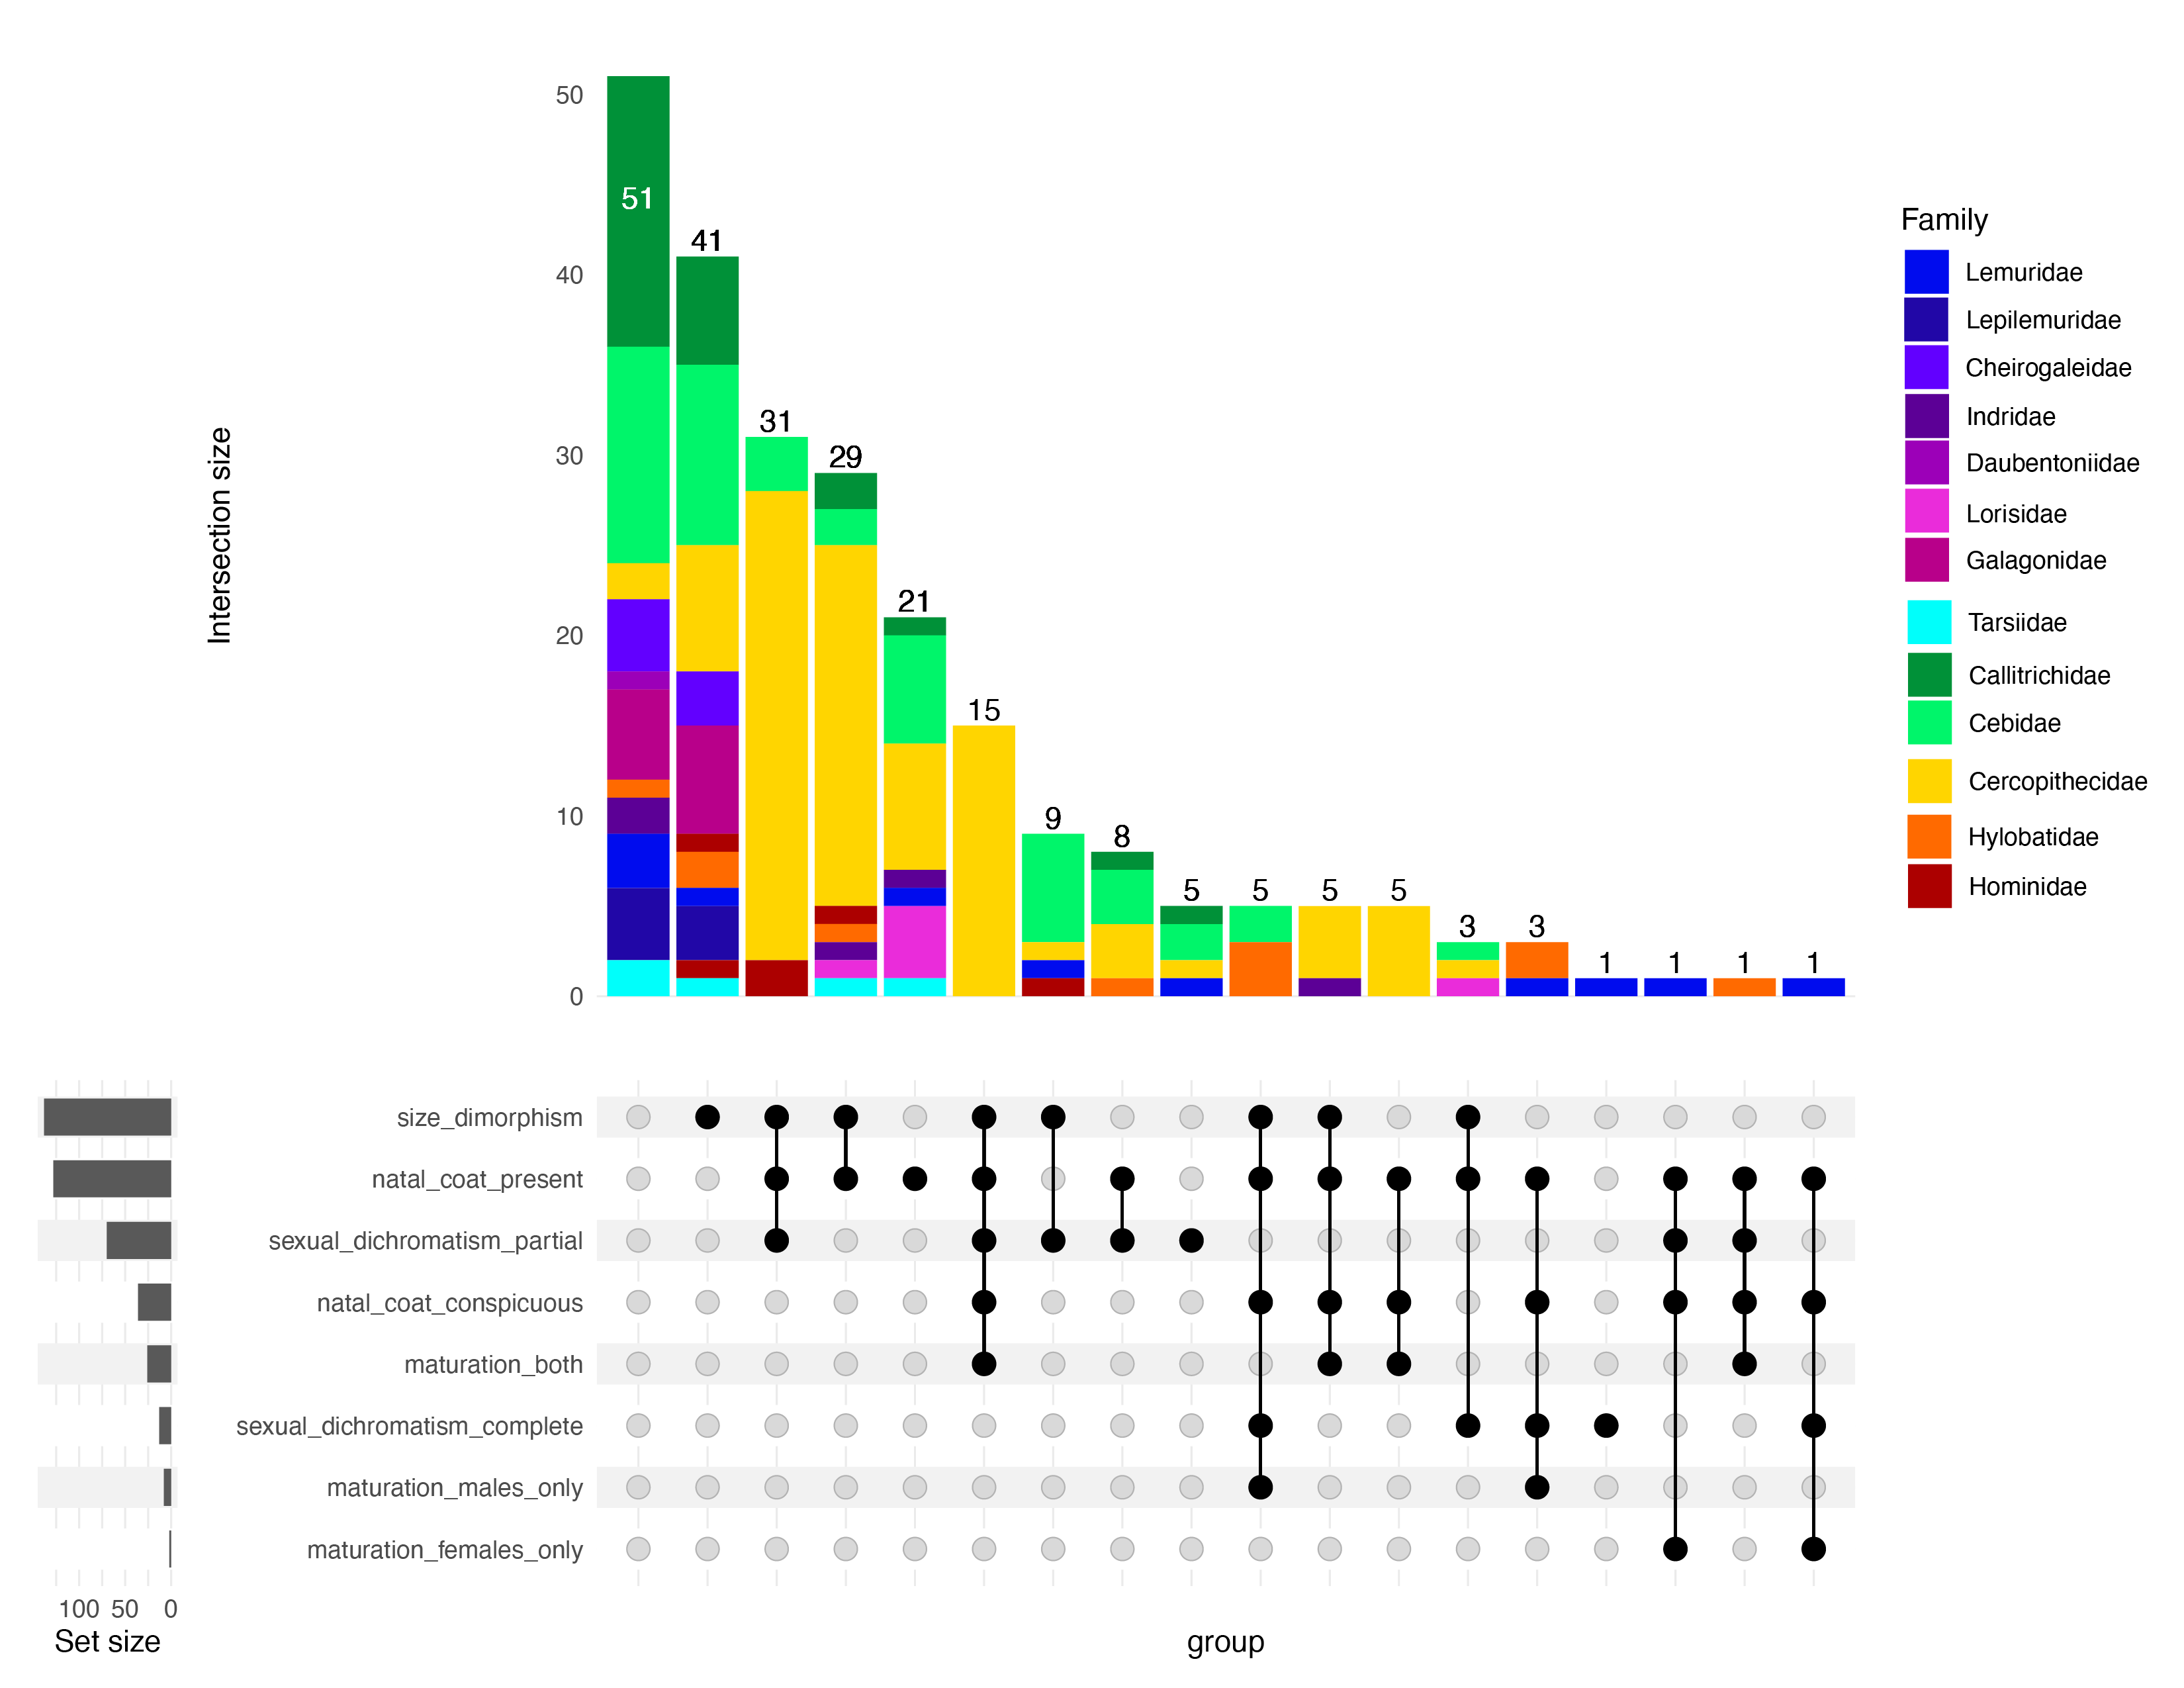 50
40
30
20
10
0
Intersection size
51
41
31
29
21
15
9
8
5
5
5
5
3
3
1
1
1
1
Family
Lemuridae
Lepilemuridae
Cheirogaleidae
Indridae
Daubentoniidae
Lorisidae
Galagonidae
Tarsiidae
Callitrichidae
Cebidae
Cercopithecidae
Hylobatidae
Hominidae
size_dimorphism
natal_coat_present
sexual_dichromatism_partial
natal_coat_conspicuous
maturation_both
sexual_dichromatism_complete
maturation_males_only
maturation_females_only
100 50 0
Set size
group